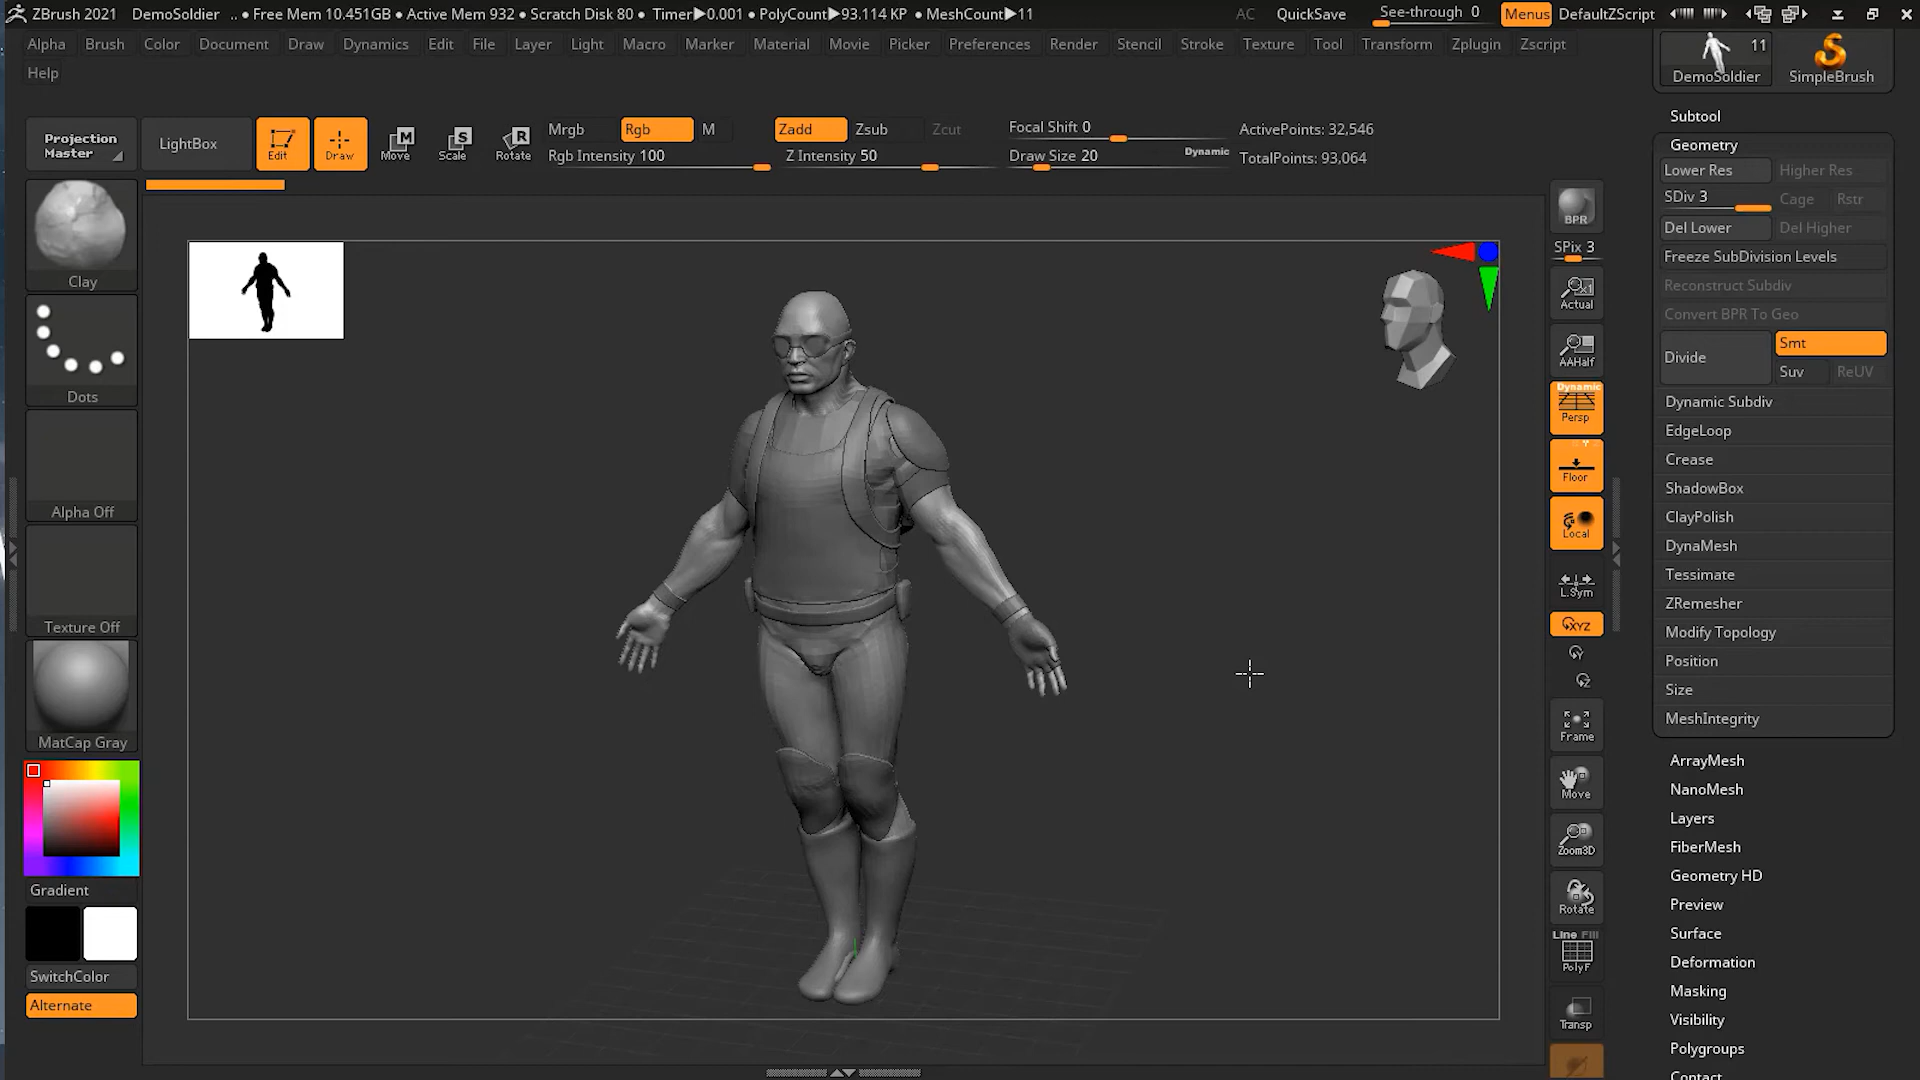 ZBrush 2021 DemoSoldier .. • Free Mem 10.451GB • Active Mem 932 • Scratch Disk 80 • Timer▶0.001 • PolyCount▶93.114 KP • MeshCount▶11 AC QuickSave See-through 0 Menus DefaultZScript
Alpha Brush Color Document Draw Dynamics Edit File Layer Light Macro Marker Material Movie Picker Preferences Render Stencil Stroke Texture Tool Transform Zplugin Zscript
Help
Projection
Master
LightBox
Edit
Draw
M
Move
S
Scale
R
Rotate
Mrgb Rgb M
Rgb Intensity 100
Zadd Zsub Zcut
Z Intensity 50
Focal Shift 0
Draw Size 20 Dynamic
ActivePoints: 32,546
TotalPoints: 93,064
Clay
Dots
Alpha Off
Texture Off
MatCap Gray
Gradient
SwitchColor
Alternate
BPR
SPix 3
x1
Actual
AAHalf
Dynamic
Persp
Floor
Local
L.Sym
XYZ
Y
Z
Frame
Move
Zoom3D
Rotate
Line Fill
PolyF
Transp
11
DemoSoldier
SimpleBrush
Subtool
Geometry
Lower Res Higher Res
SDiv 3 Cage Rstr
Del Lower Del Higher
Freeze SubDivision Levels
Reconstruct Subdiv
Convert BPR To Geo
Divide
Smt
Suv ReUV
Dynamic Subdiv
EdgeLoop
Crease
ShadowBox
ClayPolish
DynaMesh
Tessimate
ZRemesher
Modify Topology
Position
Size
MeshIntegrity
ArrayMesh
NanoMesh
Layers
FiberMesh
Geometry HD
Preview
Surface
Deformation
Masking
Visibility
Polygroups
Contact